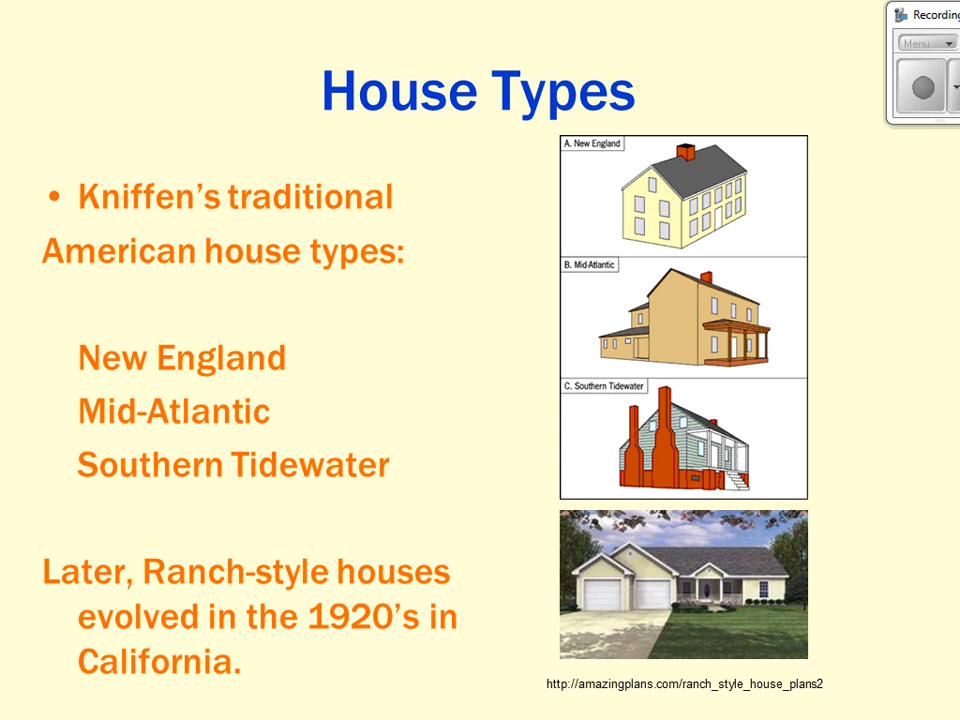 Recording
Menu
House Types
• Kniffen’s traditional
American house types:
New England
Mid-Atlantic
Southern Tidewater
Later, Ranch-style houses
evolved in the 1920’s in
California.
A. New England
B. Mid-Atlantic
C. Southern Tidewater
http://amazingplans.com/ranch_style_house_plans2